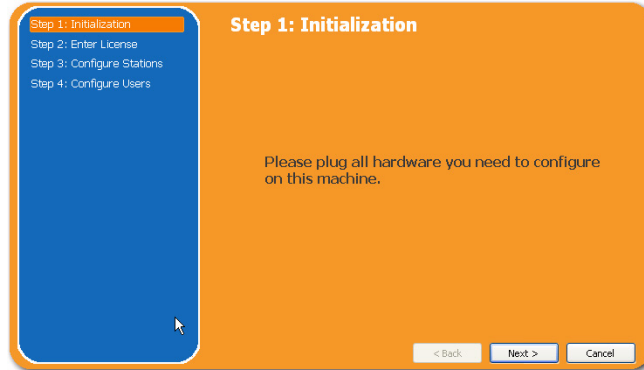 Step 1: Initialization
Step 2: Enter License
Step 3: Configure Stations
Step 4: Configure Users
Step 1: Initialization
Please plug all hardware you need to configure
on this machine.
< Back
Next >
Cancel